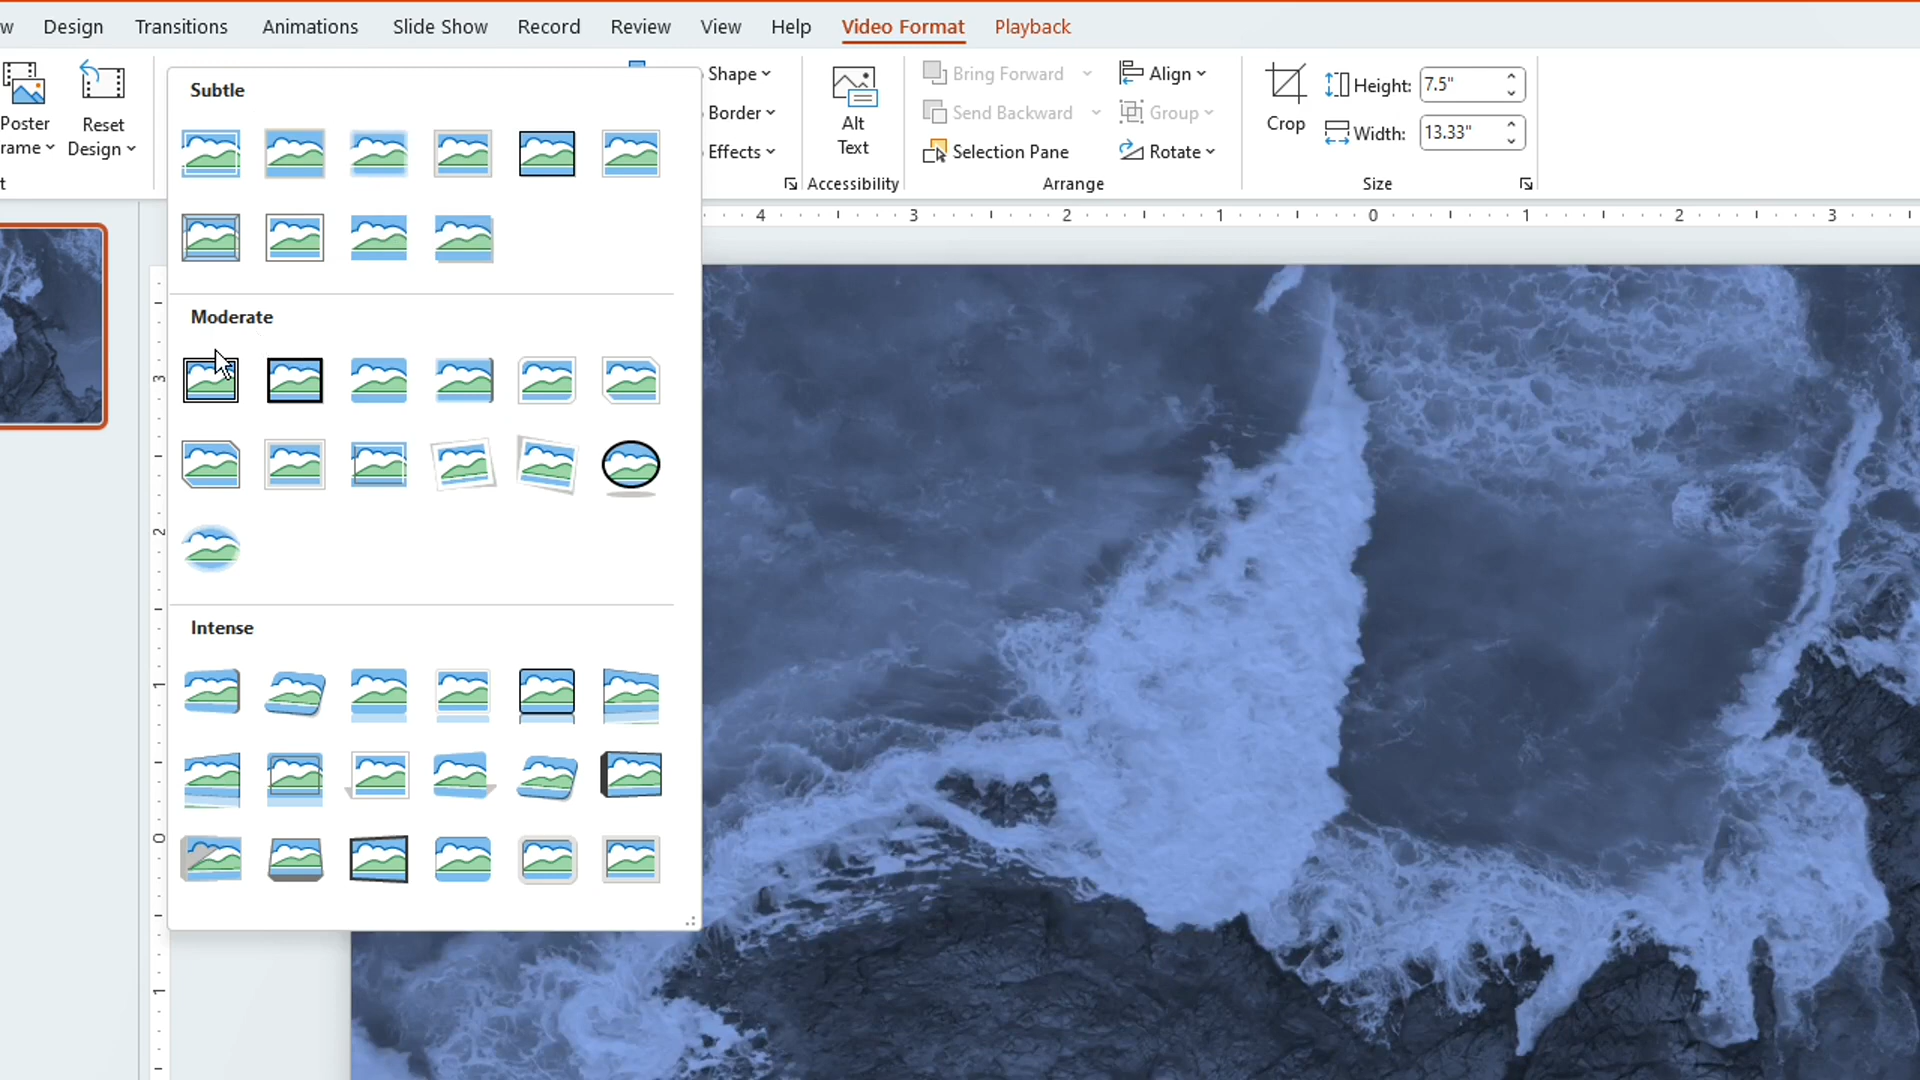 w Design Transitions Animations Slide Show Record Review View Help Video Format Playback
Poster
rame
Reset
Design
t
Shape
Border
Effects
Alt
Text
Accessibility
Bring Forward
Send Backward
Selection Pane
Align
Group
Rotate
Arrange
Crop
Height: 7.5"
Width: 13.33"
Size
4 3 2 1 0 1 2 3
3
2
1
0
1
Subtle
Moderate
Intense